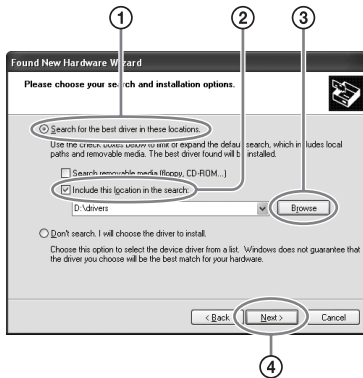 1 2 3
Found New Hardware Wizard
Please choose your search and installation options.
Search for the best driver in these locations.
Use the check boxes below to limit or expand the default search, which includes local
paths and removable media. The best driver found will be installed.
Search removable media (floppy, CD-ROM...)
Include this location in the search:
D:\drivers Browse
Don't search. I will choose the driver to install.
Choose this option to select the device driver from a list. Windows does not guarantee that
the driver you choose will be the best match for your hardware.
< Back Next > Cancel
4